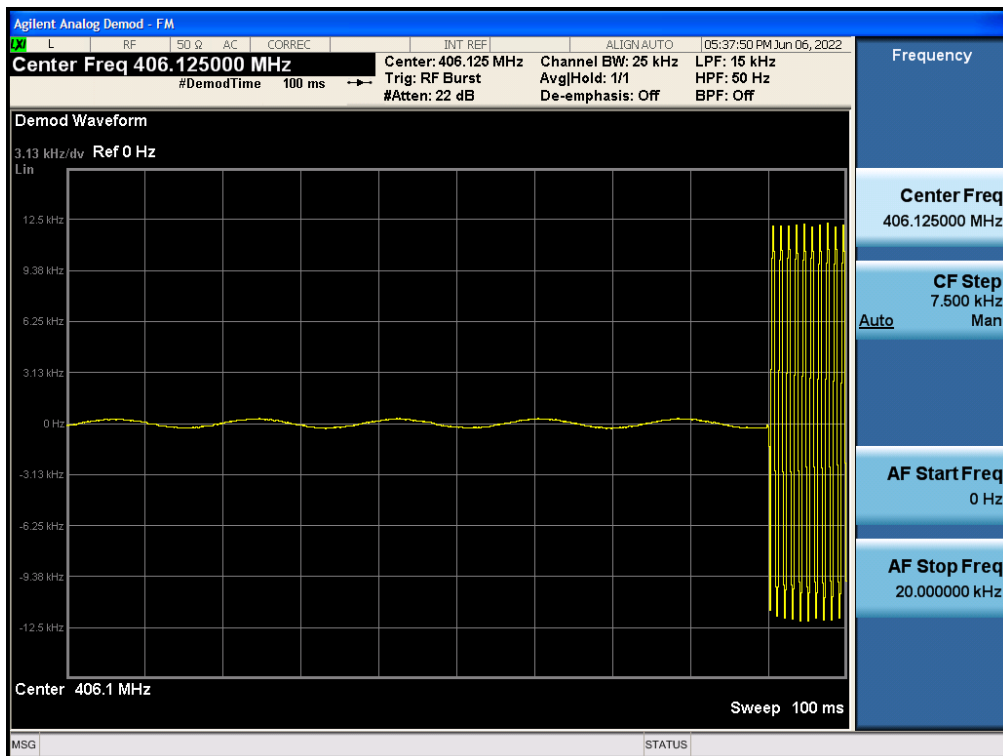 Agilent Analog Demod - FM
LXI L RF 50 Ω AC CORREC INT REF ALIGN AUTO 05:37:50 PM Jun 06, 2022
Center Freq 406.125000 MHz
#DemodTime 100 ms
Center: 406.125 MHz
Trig: RF Burst
#Atten: 22 dB
Channel BW: 25 kHz
Avg|Hold: 1/1
De-emphasis: Off
LPF: 15 kHz
HPF: 50 Hz
BPF: Off
Demod Waveform
3.13 kHz/dv Ref 0 Hz
Lin
12.5 kHz
9.38 kHz
6.25 kHz
3.13 kHz
0 Hz
-3.13 kHz
-6.25 kHz
-9.38 kHz
-12.5 kHz
Center 406.1 MHz
Sweep 100 ms
MSG STATUS
Frequency
Center Freq
406.125000 MHz
CF Step
7.500 kHz
Auto Man
AF Start Freq
0 Hz
AF Stop Freq
20.000000 kHz